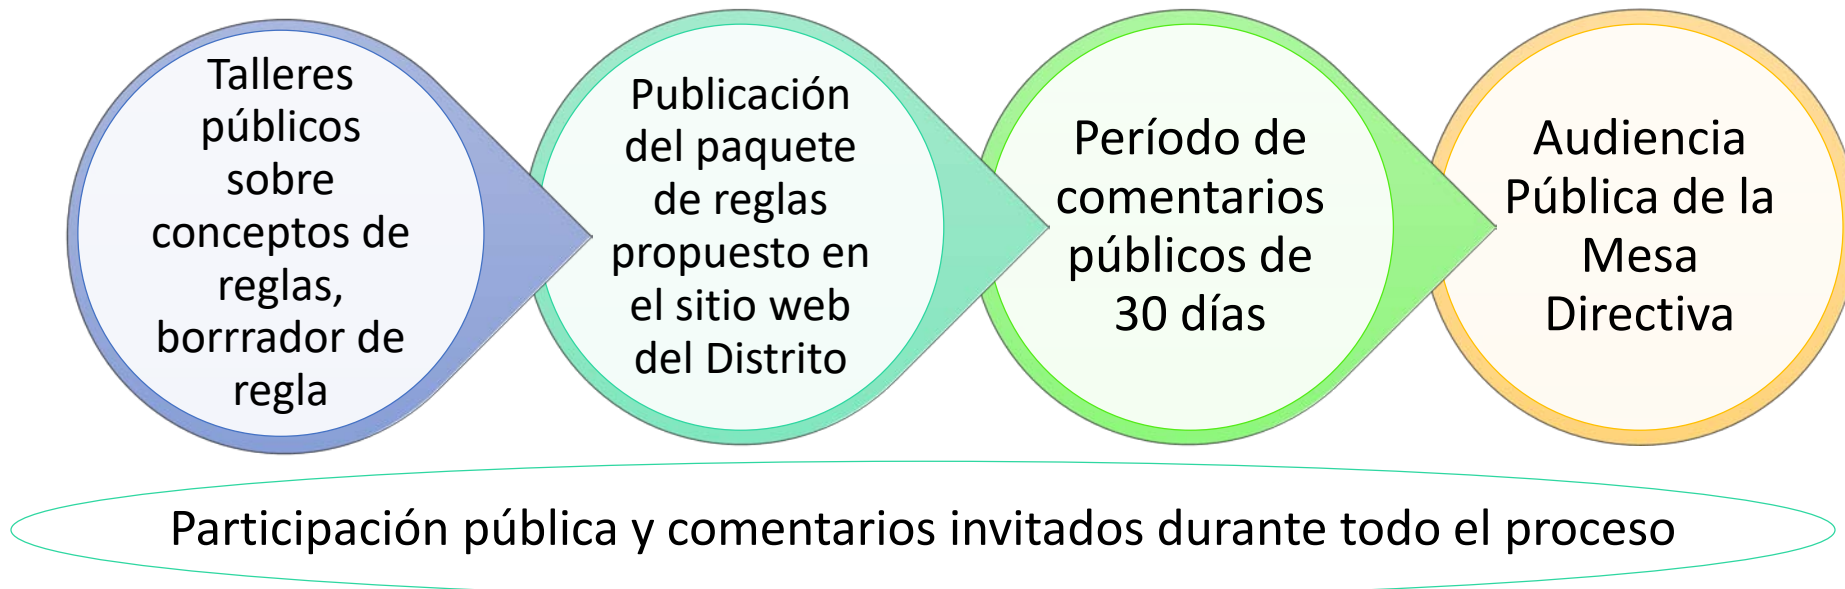 Talleres
públicos
sobre
conceptos de
reglas,
borrrador de
regla
Publicación
del paquete
de reglas
propuesto en
el sitio web
del Distrito
Período de
comentarios
públicos de
30 días
Audiencia
Pública de la
Mesa
Directiva
Participación pública y comentarios invitados durante todo el proceso